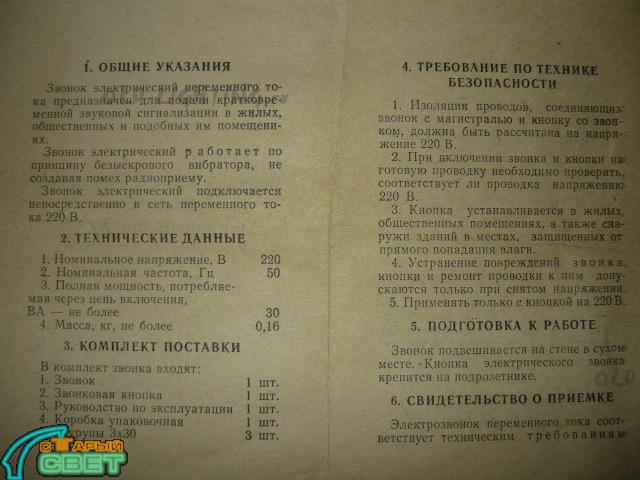 1. ОБЩИЕ УКАЗАНИЯ
Звонок электрический переменного то-
ка предназначен для подачи кратковре-
менной звуковой сигнализации в жилых,
общественных и подобных им помещени-
ях.
Звонок электрический работает по
принципу безыскрового вибратора, не
создавая помех радиоприему.
Звонок электрический подключается
непосредственно в сеть переменного то-
ка 220 В.
2. ТЕХНИЧЕСКИЕ ДАННЫЕ
1. Номинальное напряжение, В 220
2. Номинальная частота, Гц 50
3. Полная мощность, потребляе-
мая через цепь включения,
ВА — не более 30
4. Масса, кг, не более 0,16
3. КОМПЛЕКТ ПОСТАВКИ
В комплект звонка входят:
1. Звонок 1 шт.
2. Звонковая кнопка 1 шт.
3. Руководство по эксплуатации 1 шт.
4. Коробка упаковочная 1 шт.
3х30 3 шт.
СТАРЫЙ
СВЕТ
4. ТРЕБОВАНИЕ ПО ТЕХНИКЕ
БЕЗОПАСНОСТИ
1. Изоляция проводов, соединяющих
звонок с магистралью и кнопку со звон-
ком, должна быть рассчитана на напря-
жение 220 В.
2. При включении звонка и кнопки на
готовую проводку необходимо проверить,
соответствует ли проводка напряжению
220 В.
3. Кнопка устанавливается в жилых,
общественных помещениях, а также сна-
ружи зданий в местах, защищенных от
прямого попадания влаги.
4. Устранение повреждений звонка,
кнопки и ремонт проводки к ним допус-
каются только при снятом напряжении.
5. Применять только с кнопкой на 220 В.
5. ПОДГОТОВКА К РАБОТЕ
Звонок подвешивается на стене в сухом
месте. Кнопка электрического звонка
крепится на подрозетнике.
6. СВИДЕТЕЛЬСТВО О ПРИЕМКЕ
Электрозвонок переменного тока соот-
ветствует техническим требованиям